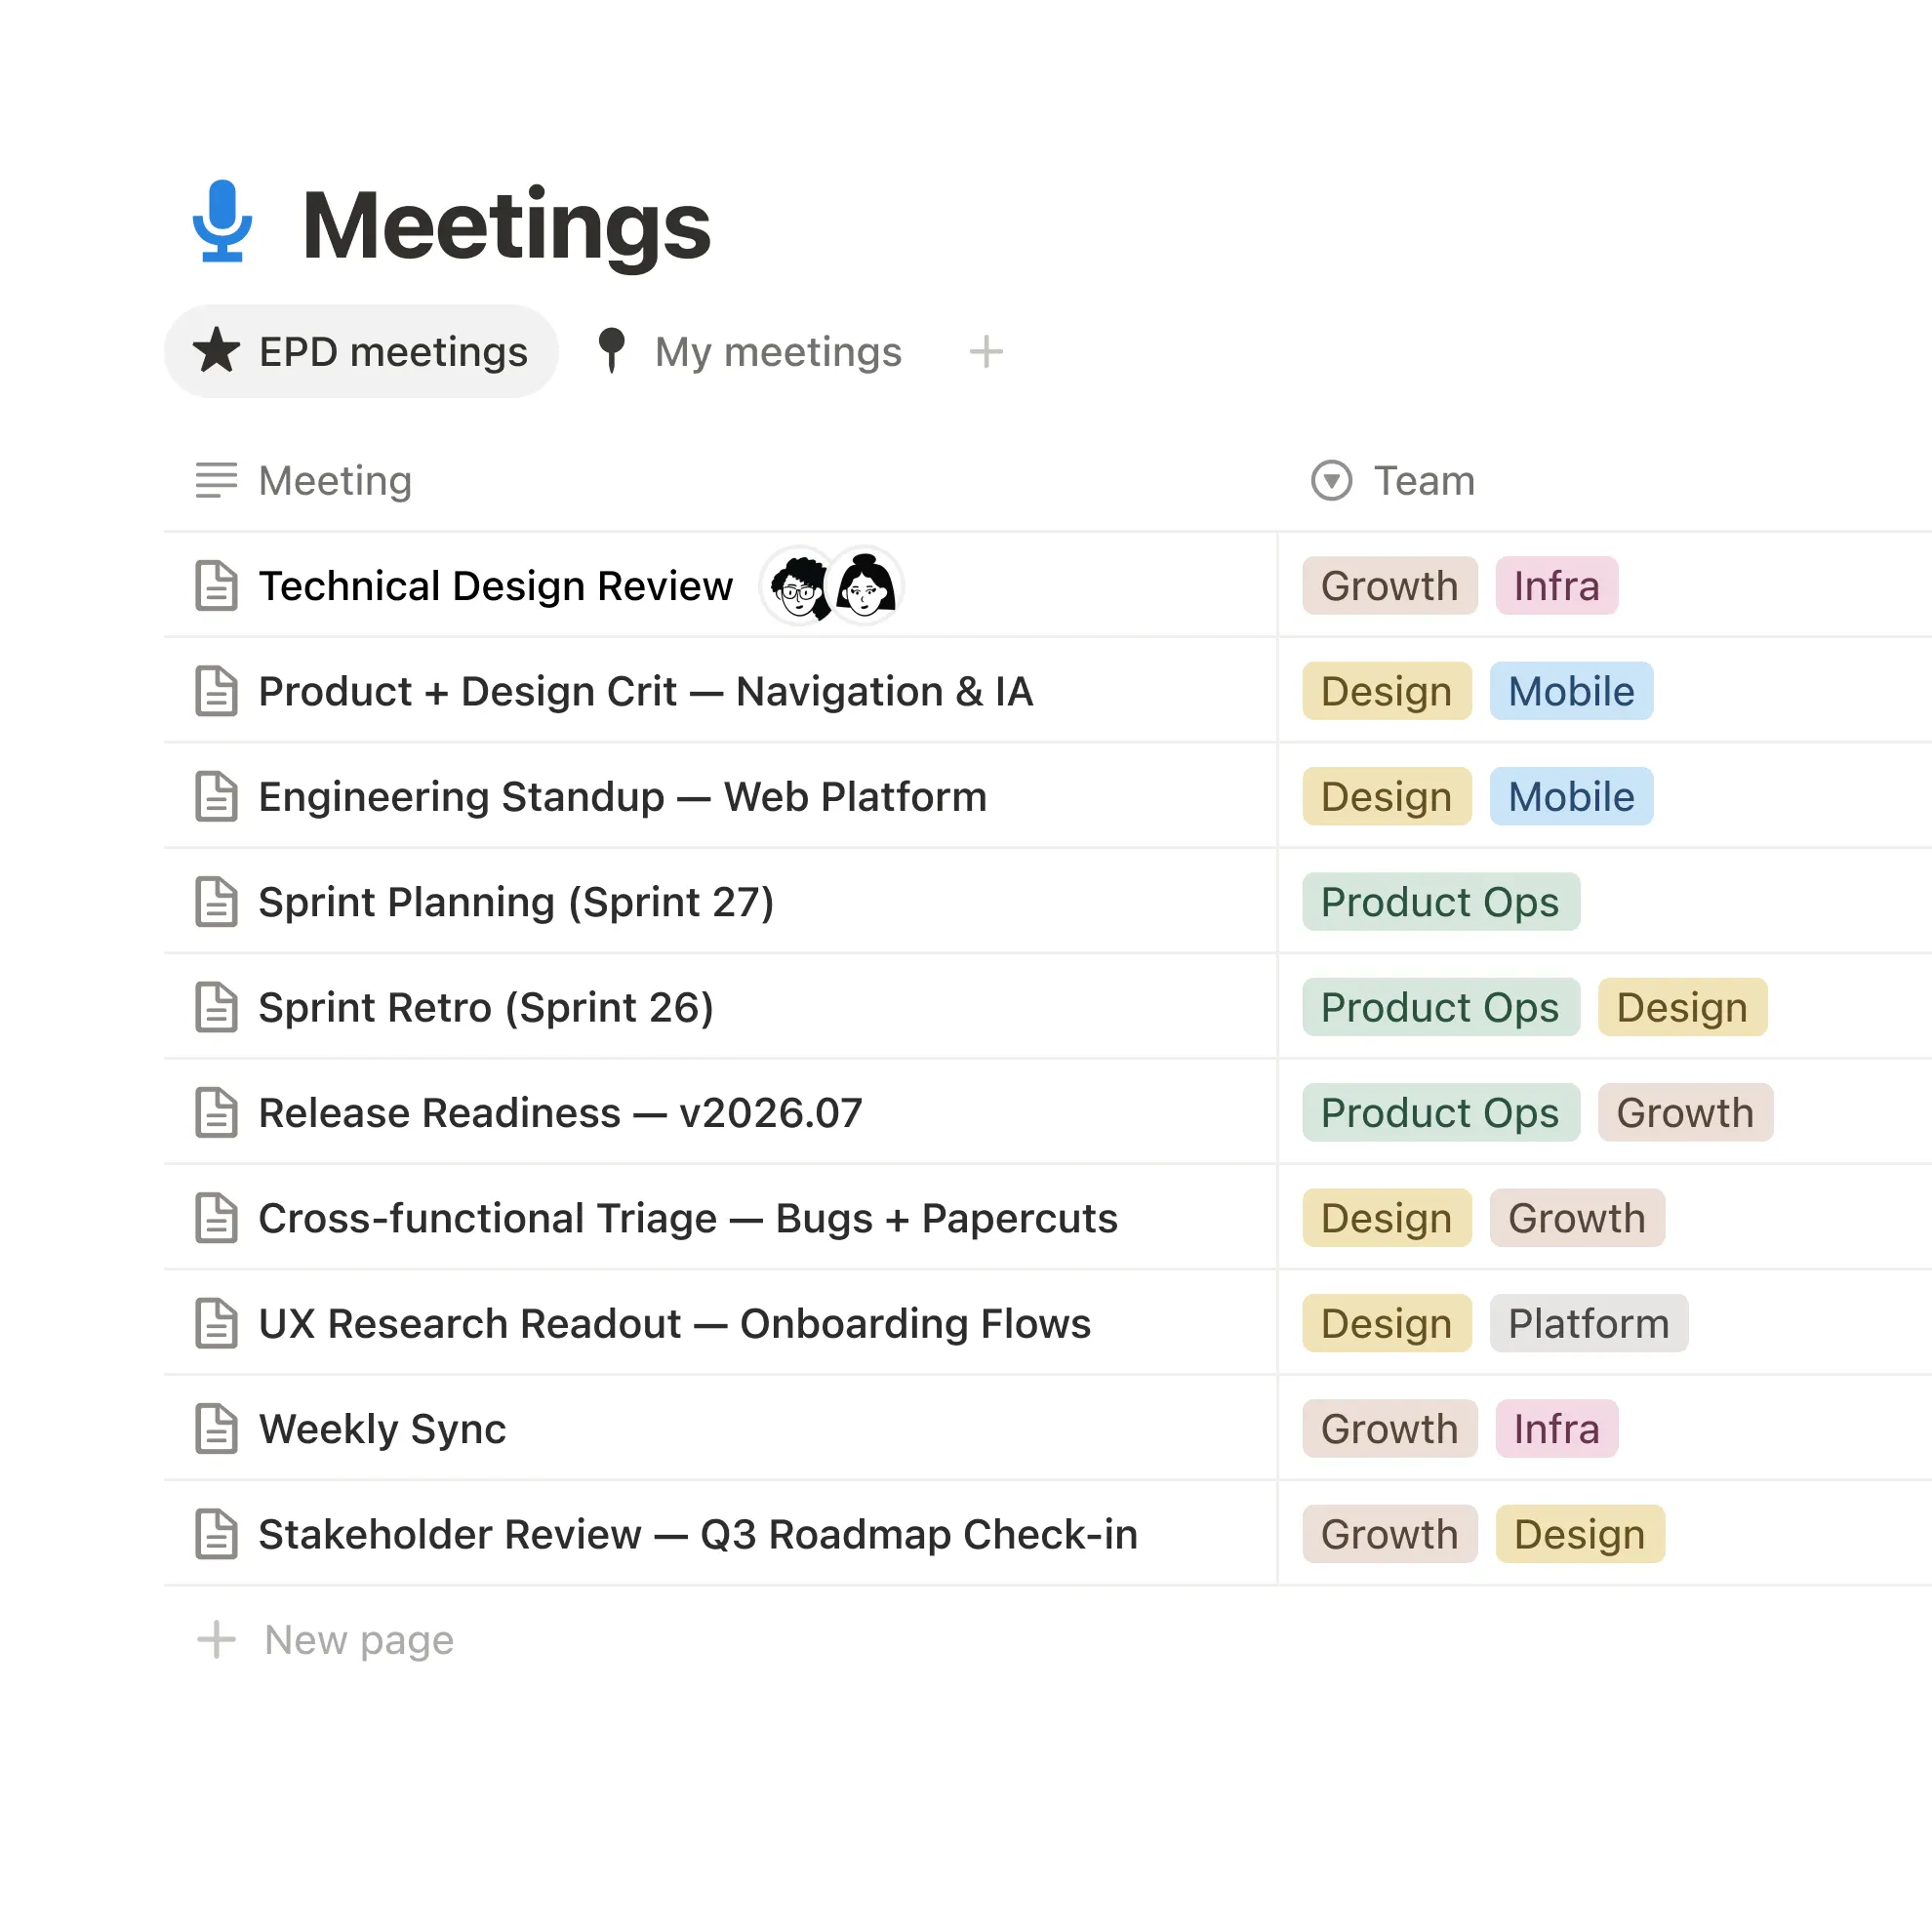 Meetings
EPD meetings My meetings
Meeting Team
Technical Design Review Growth Infra
Product + Design Crit — Navigation & IA Design Mobile
Engineering Standup — Web Platform Design Mobile
Sprint Planning (Sprint 27) Product Ops
Sprint Retro (Sprint 26) Product Ops Design
Release Readiness — v2026.07 Product Ops Growth
Cross-functional Triage — Bugs + Papercuts Design Growth
UX Research Readout — Onboarding Flows Design Platform
Weekly Sync Growth Infra
Stakeholder Review — Q3 Roadmap Check-in Growth Design
New page